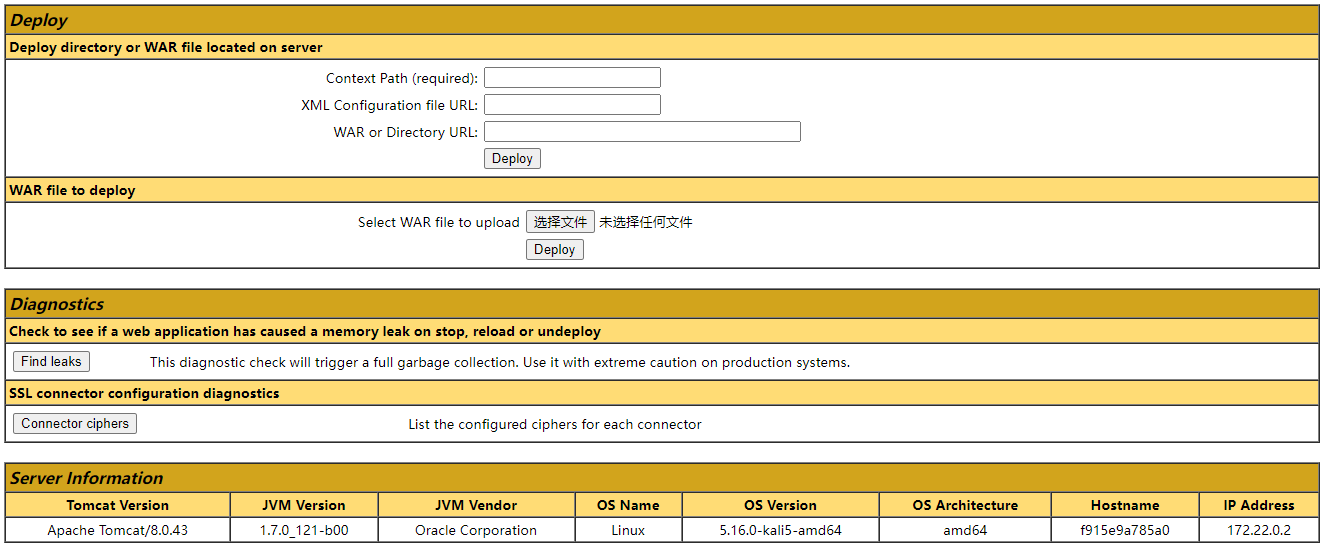 Deploy
Deploy directory or WAR file located on server
Context Path (required):
XML Configuration file URL:
WAR or Directory URL:
Deploy
WAR file to deploy
Select WAR file to upload 选择文件 未选择任何文件
Deploy
Diagnostics
Check to see if a web application has caused a memory leak on stop, reload or undeploy
Find leaks This diagnostic check will trigger a full garbage collection. Use it with extreme caution on production systems.
SSL connector configuration diagnostics
Connector ciphers List the configured ciphers for each connector
Server Information
Tomcat Version JVM Version JVM Vendor OS Name OS Version OS Architecture Hostname IP Address
Apache Tomcat/8.0.43 1.7.0_121-b00 Oracle Corporation Linux 5.16.0-kali5-amd64 amd64 f915e9a785a0 172.22.0.2